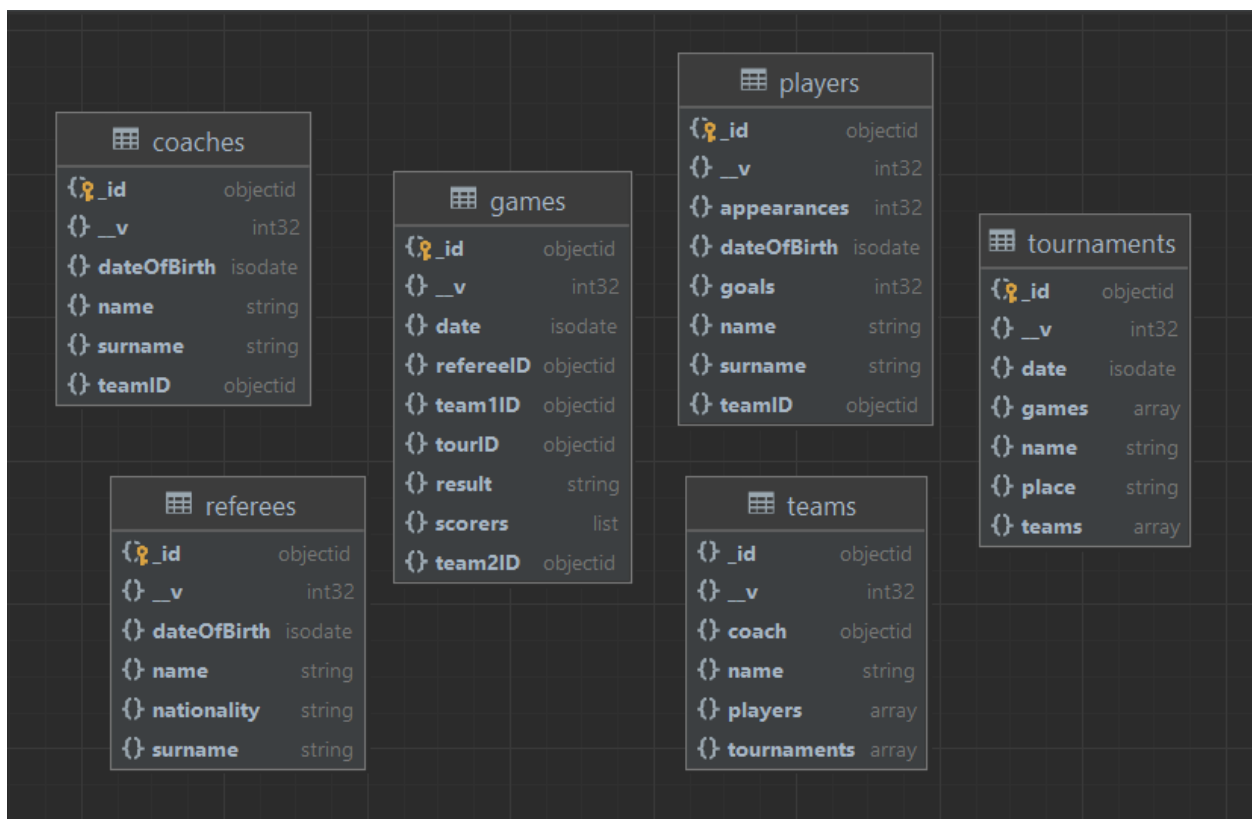 coaches
_id objectid
__v int32
dateOfBirth isodate
name string
surname string
teamID objectid
games
_id objectid
__v int32
date isodate
refereeID objectid
team1ID objectid
tourID objectid
result string
scorers list
team2ID objectid
players
_id objectid
__v int32
appearances int32
dateOfBirth isodate
goals int32
name string
surname string
teamID objectid
tournaments
_id objectid
__v int32
date isodate
games array
name string
place string
teams array
referees
_id objectid
__v int32
dateOfBirth isodate
name string
nationality string
surname string
teams
_id objectid
__v int32
coach objectid
name string
players array
tournaments array